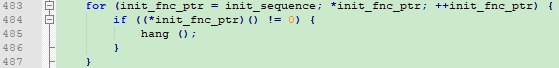 483 for (init_fnc_ptr = init_sequence; *init_fnc_ptr; ++init_fnc_ptr) {
484 if ((*init_fnc_ptr)() != 0) {
485 hang ();
486 }
487 }